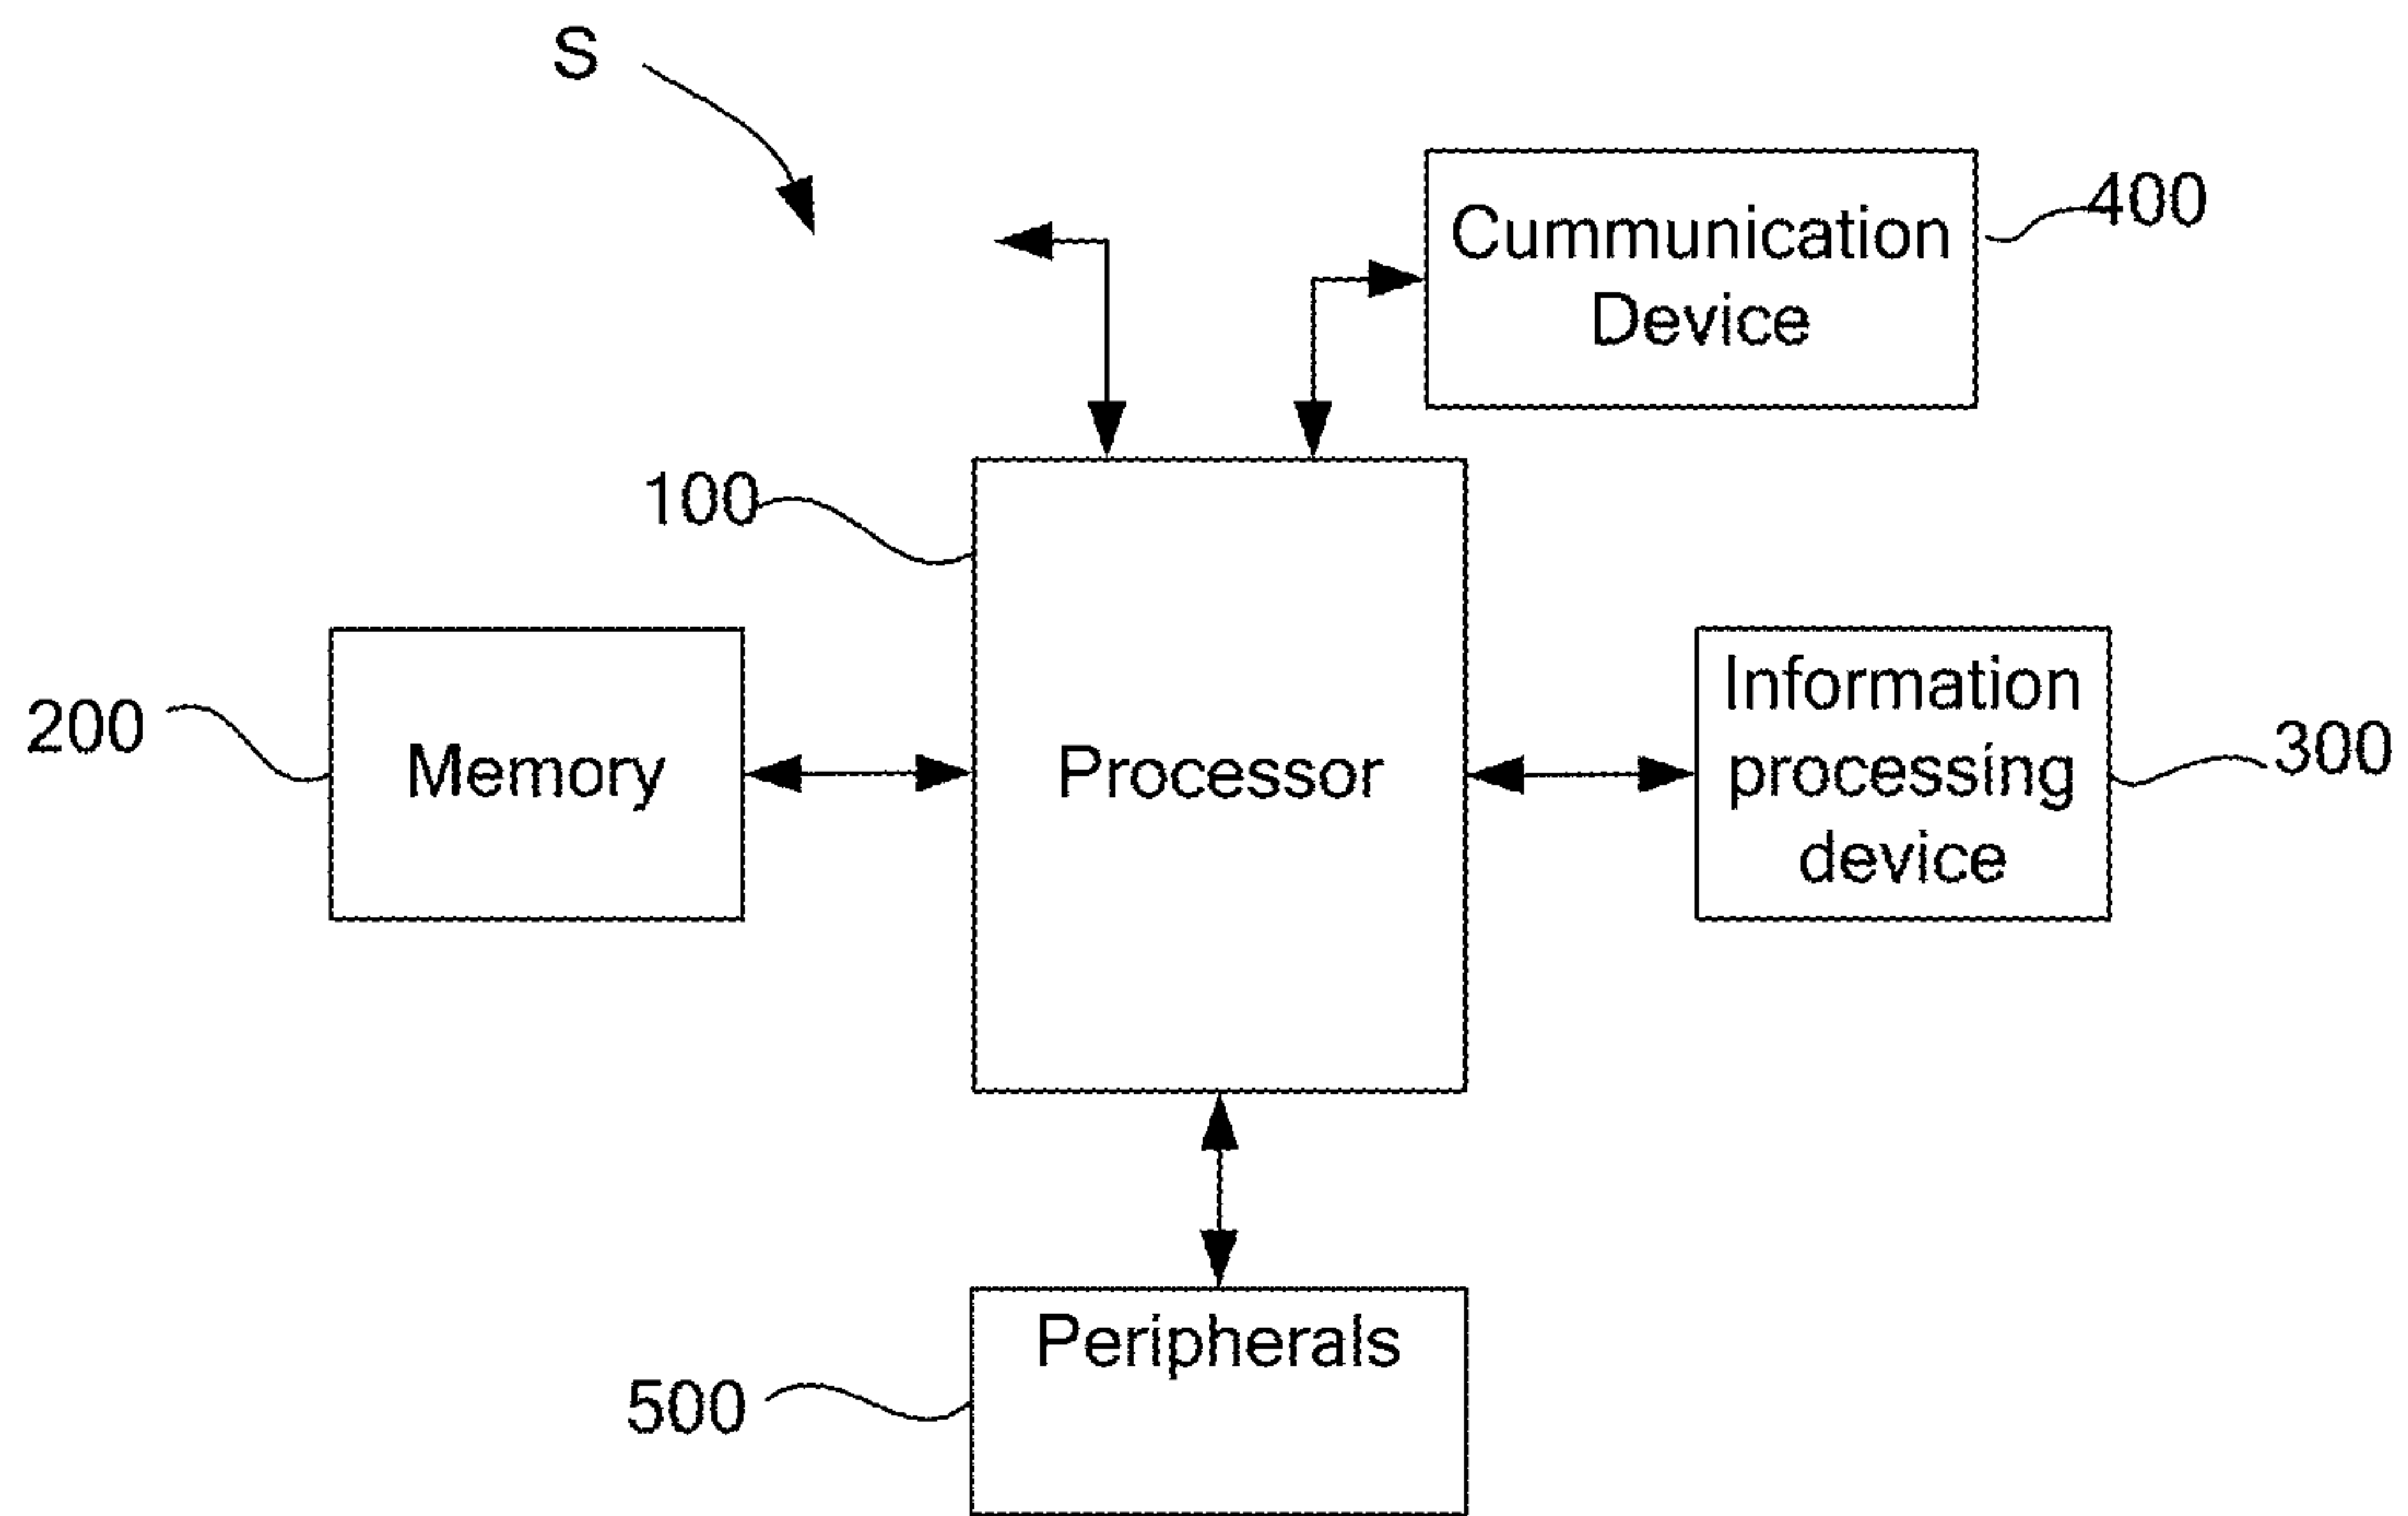 S
400
Cummunication
Device
100
Processor
200
Memory
Information
processing
device
300
Peripherals
500